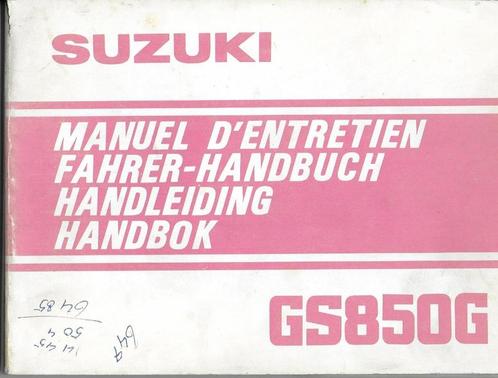 SUZUKI
MANUEL D'ENTRETIEN
FAHRER-HANDBUCH
HANDLEIDING
HANDBOK
GS850G